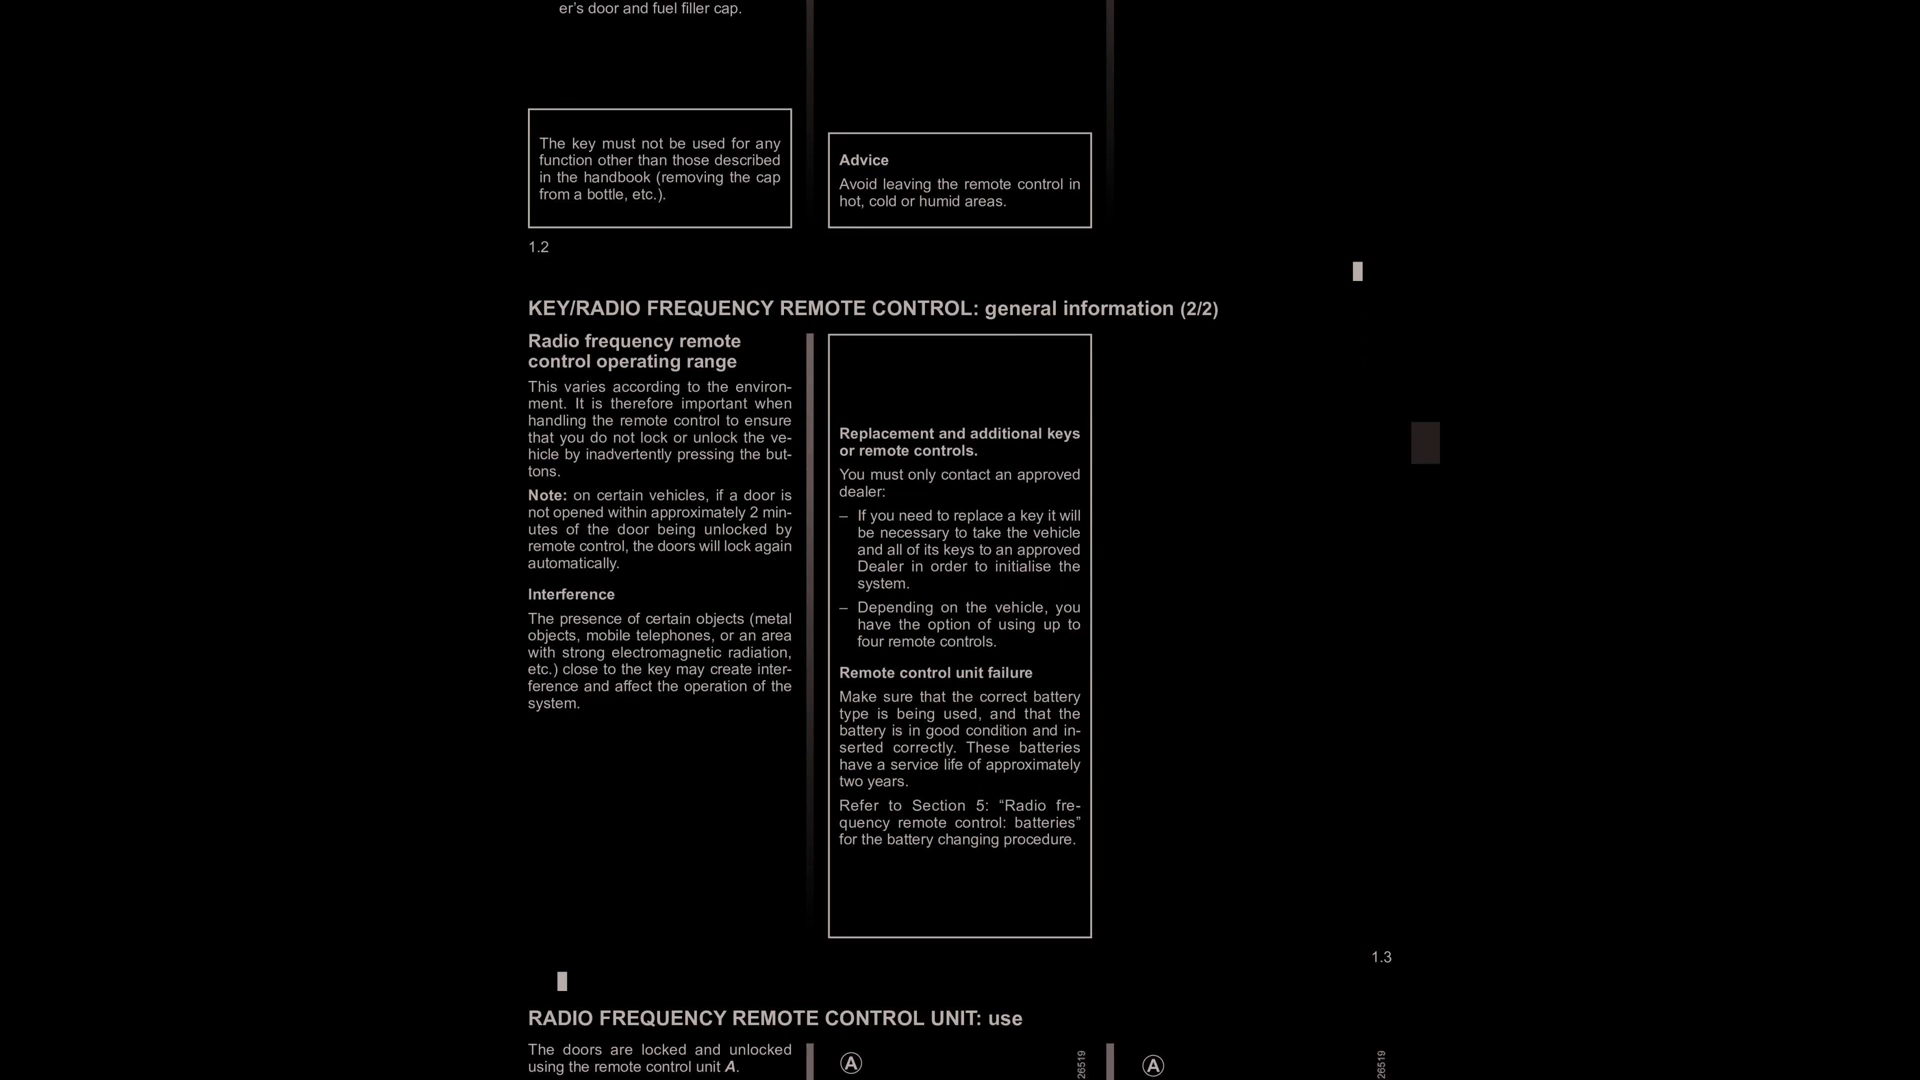 er’s door and fuel filler cap.
The key must not be used for any
function other than those described
in the handbook (removing the cap
from a bottle, etc.).
Advice
Avoid leaving the remote control in
hot, cold or humid areas.
1.2
KEY/RADIO FREQUENCY REMOTE CONTROL: general information (2/2)
Radio frequency remote
control operating range
This varies according to the environ-
ment. It is therefore important when
handling the remote control to ensure
that you do not lock or unlock the ve-
hicle by inadvertently pressing the but-
tons.
Note: on certain vehicles, if a door is
not opened within approximately 2 min-
utes of the door being unlocked by
remote control, the doors will lock again
automatically.
Interference
The presence of certain objects (metal
objects, mobile telephones, or an area
with strong electromagnetic radiation,
etc.) close to the key may create inter-
ference and affect the operation of the
system.
Replacement and additional keys
or remote controls.
You must only contact an approved
dealer:
– If you need to replace a key it will
be necessary to take the vehicle
and all of its keys to an approved
Dealer in order to initialise the
system.
– Depending on the vehicle, you
have the option of using up to
four remote controls.
Remote control unit failure
Make sure that the correct battery
type is being used, and that the
battery is in good condition and in-
serted correctly. These batteries
have a service life of approximately
two years.
Refer to Section 5: “Radio fre-
quency remote control: batteries”
for the battery changing procedure.
1.3
RADIO FREQUENCY REMOTE CONTROL UNIT: use
The doors are locked and unlocked
using the remote control unit A.
A
26519
A
26519